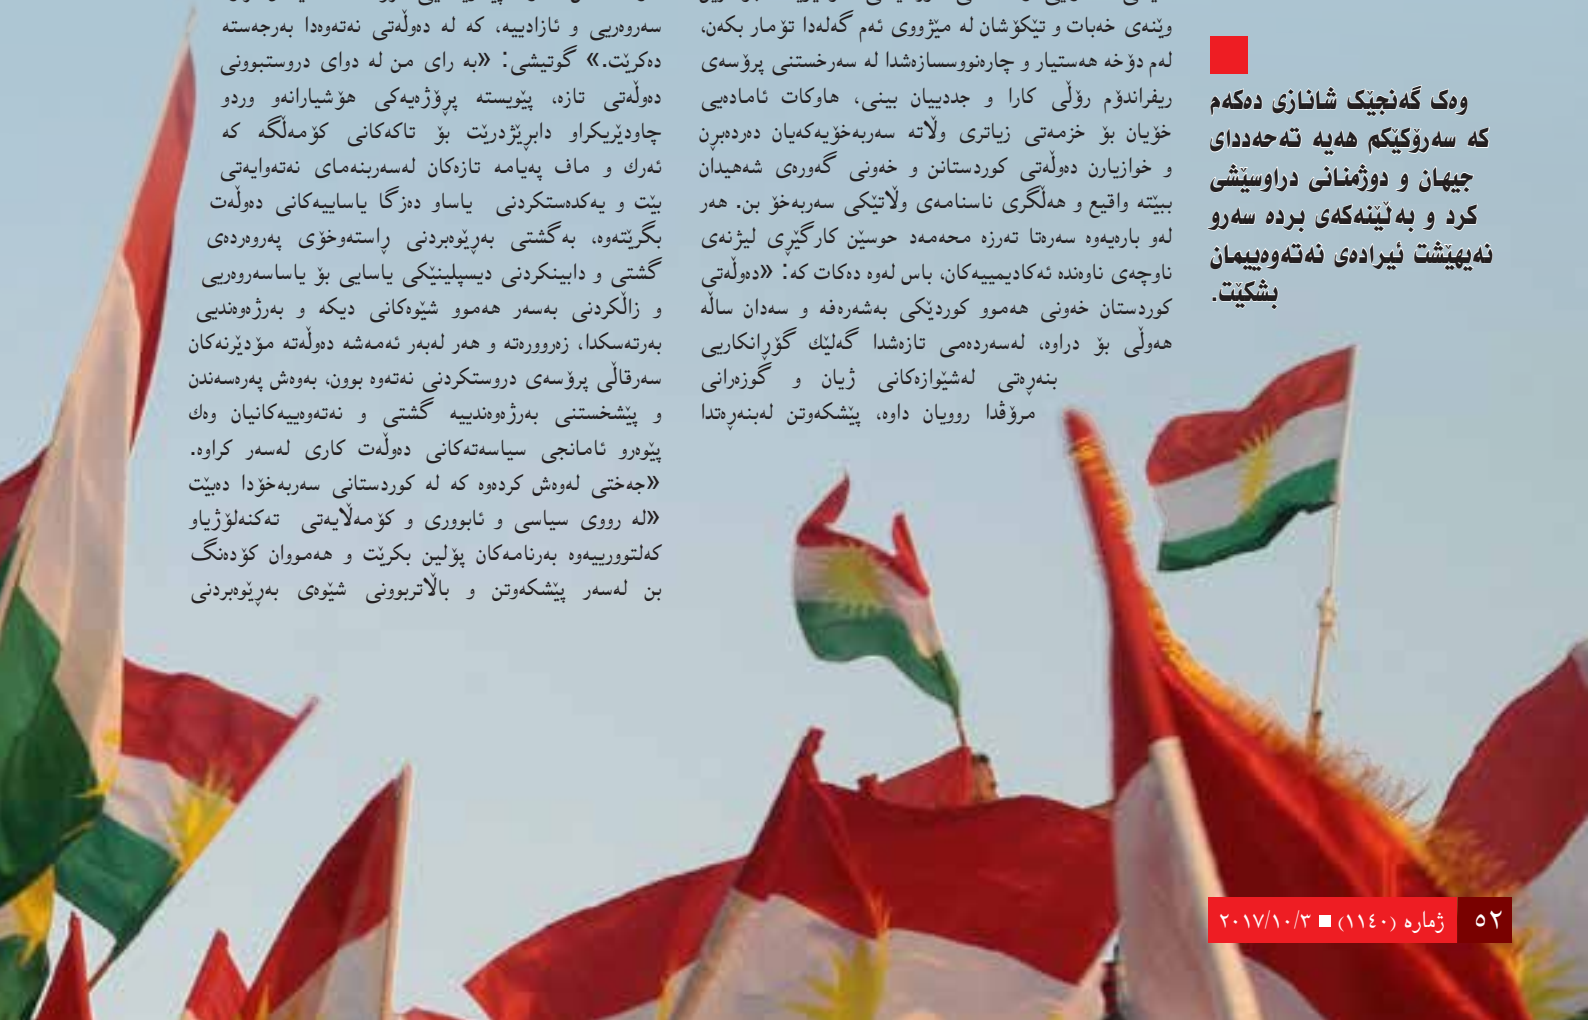 وەک گەنجێک شانازی دەکەم
کە سەرۆکێکم هەیە تەحەددای
جیهان و دوژمنانی دراوسێشی
کرد و بەڵێنەکەی بردە سەرو
نەیهێشت ئیرادەی نەتەوەییمان
بشکێت.
وێنەی خەبات و تێکۆشان لە مێژووی ئەم گەلەدا تۆمار بکەن،
لەم دۆخە هەستیار و چارەنووسسازەشدا لە سەرخستنی پرۆسەی
ریفراندۆم رۆڵی کارا و جددییان بینی، هاوکات ئامادەیی
خۆیان بۆ خزمەتی زیاتری وڵاتە سەربەخۆیەکەیان دەردەبڕن
و خوازیارن دەوڵەتی کوردستانن و خەونی گەورەی شەهیدان
ببێتە واقیع و هەڵگری ناسنامەی وڵاتێکی سەربەخۆ بن. هەر
لەو بارەیەوە سەرەتا تەرزە محەمەد حوسێن کارگێڕی لیژنەی
ناوچەی ناوەندە ئەکادیمییەکان، باس لەوە دەکات کە: «دەوڵەتی
کوردستان خەونی هەموو کوردێکی بەشەرەفە و سەدان ساڵە
هەوڵی بۆ دراوە، لەسەردەمی تازەشدا گەلێك گۆڕانکاریی
بنەڕەتی لەشێوازەکانی ژیان و گوزەرانی
مرۆڤدا روویان داوە، پێشکەوتن لەبنەڕەتدا
سەروەریی و ئازادییە، کە لە دەوڵەتی نەتەوەدا بەرجەستە
دەکرێت.» گوتیشی: «بە رای من لە دوای دروستبوونی
دەوڵەتی تازە، پێویستە پڕۆژەیەکی هۆشیارانەو وردو
چاودێریکراو دابڕێژدرێت بۆ تاکەکانی کۆمەڵگە کە
ئەرك و ماف پەیامە تازەکان لەسەربنەمای نەتەوایەتی
بێت و یەکدەستکردنی یاساو دەزگا یاساییەکانی دەوڵەت
بگرێتەوە، بەگشتی بەڕێوەبردنی ڕاستەوخۆی پەروەردەی
گشتی و دابینکردنی دیسپلینێکی یاسایی بۆ یاساسەروەریی
و زاڵکردنی بەسەر هەموو شێوەکانی دیکە و بەرژەوەندیی
بەرتەسکدا، زەروورەتە و هەر لەبەر ئەمەشە دەوڵەتە مۆدێرنەکان
سەرقاڵی پرۆسەی دروستکردنی نەتەوە بوون، بەوەش پەرەسەندن
و پێشخستنی بەرژەوەندییە گشتی و نەتەوەییەکانیان وەك
پێوەرو ئامانجی سیاسەتەکانی دەوڵەت کاری لەسەر کراوە.
«جەختی لەوەش کردەوە کە لە کوردستانی سەربەخۆدا دەبێت
«لە رووی سیاسی و ئابووری و کۆمەڵایەتی تەکنەلۆژیاو
کەلتوورییەوە بەرنامەکان پۆلین بکرێت و هەمووان کۆدەنگ
بن لەسەر پێشکەوتن و باڵاتربوونی شێوەی بەڕێوەبردنی
٥٢ ژمارە (١١٤٠) ■ ٢٠١٧/١٠/٣